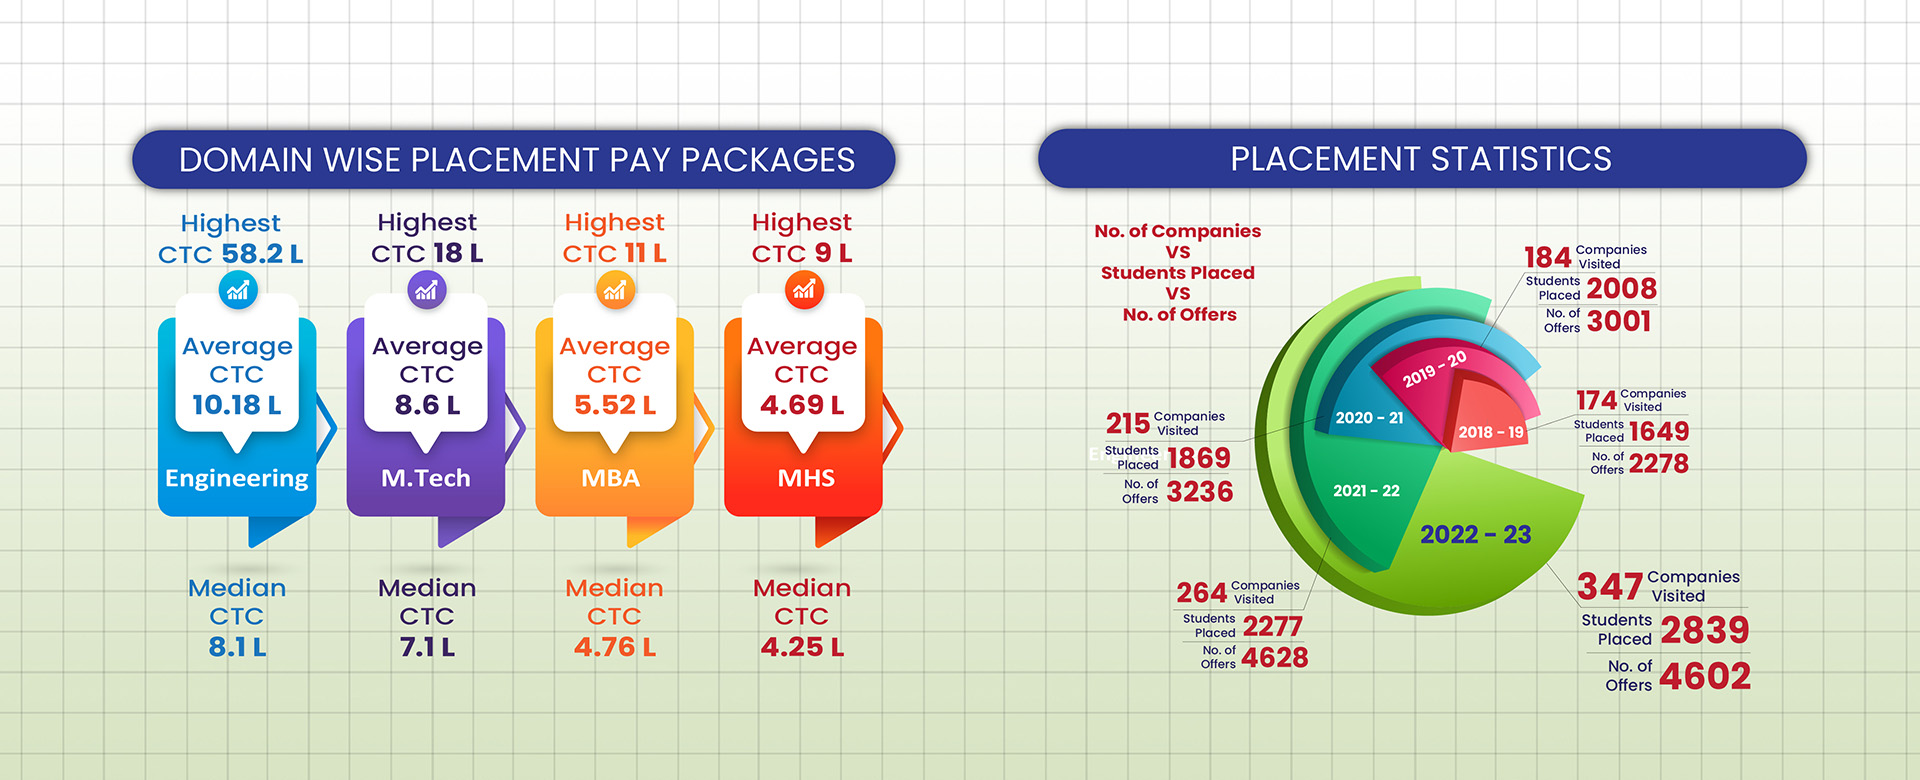 DOMAIN WISE PLACEMENT PAY PACKAGES
Highest
CTC 58.2 L
Average
CTC
10.18 L
Engineering
Median
CTC
8.1 L
Highest
CTC 18 L
Average
CTC
8.6 L
M.Tech
Median
CTC
7.1 L
Highest
CTC 11 L
Average
CTC
5.52 L
MBA
Median
CTC
4.76 L
Highest
CTC 9 L
Average
CTC
4.69 L
MHS
Median
CTC
4.25 L
PLACEMENT STATISTICS
No. of Companies
VS
Students Placed
VS
No. of Offers
184 Companies
Visited
Students
Placed 2008
No. of
Offers 3001
2019 - 20
174 Companies
Visited
Students
Placed 1649
No. of
Offers 2278
2018 - 19
215 Companies
Visited
Students
Placed 1869
No. of
Offers 3236
2020 - 21
264 Companies
Visited
Students
Placed 2277
No. of
Offers 4628
2021 - 22
347 Companies
Visited
Students
Placed 2839
No. of
Offers 4602
2022 - 23